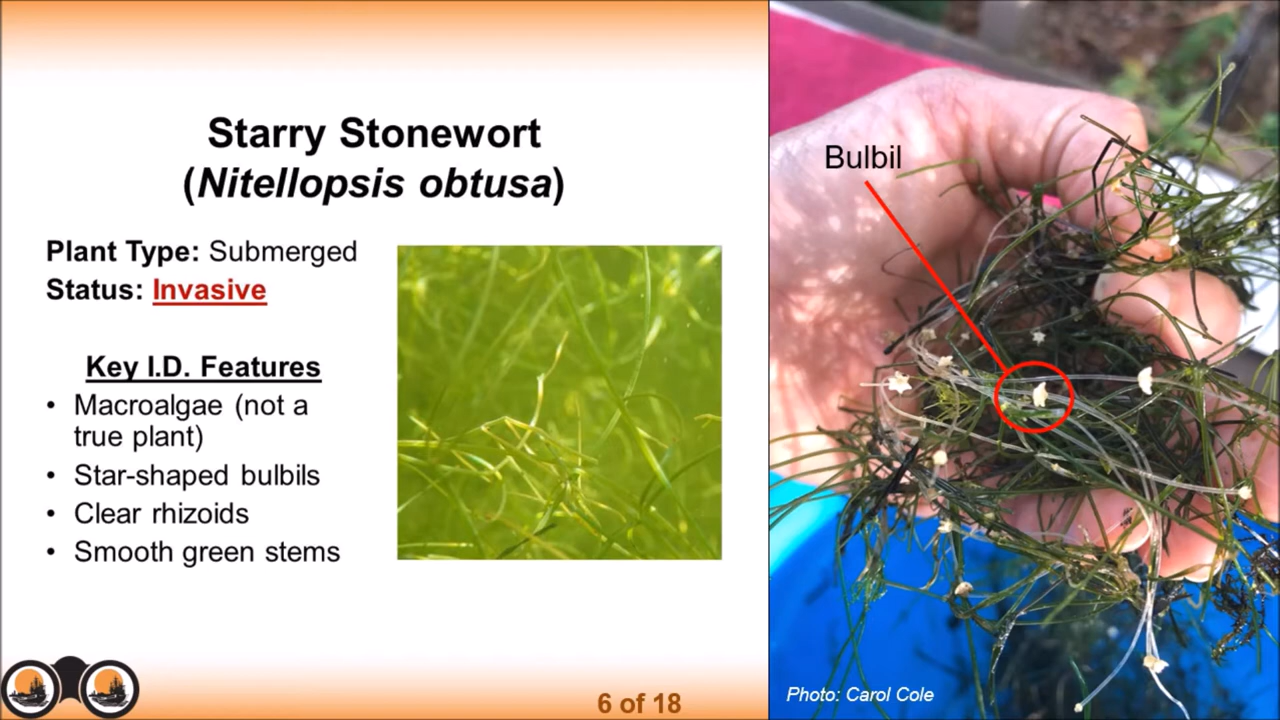 Starry Stonewort
(Nitellopsis obtusa)
Plant Type: Submerged
Status: Invasive
Key I.D. Features
• Macroalgae (not a
true plant)
• Star-shaped bulbils
• Clear rhizoids
• Smooth green stems
6 of 18
Bulbil
Photo: Carol Cole